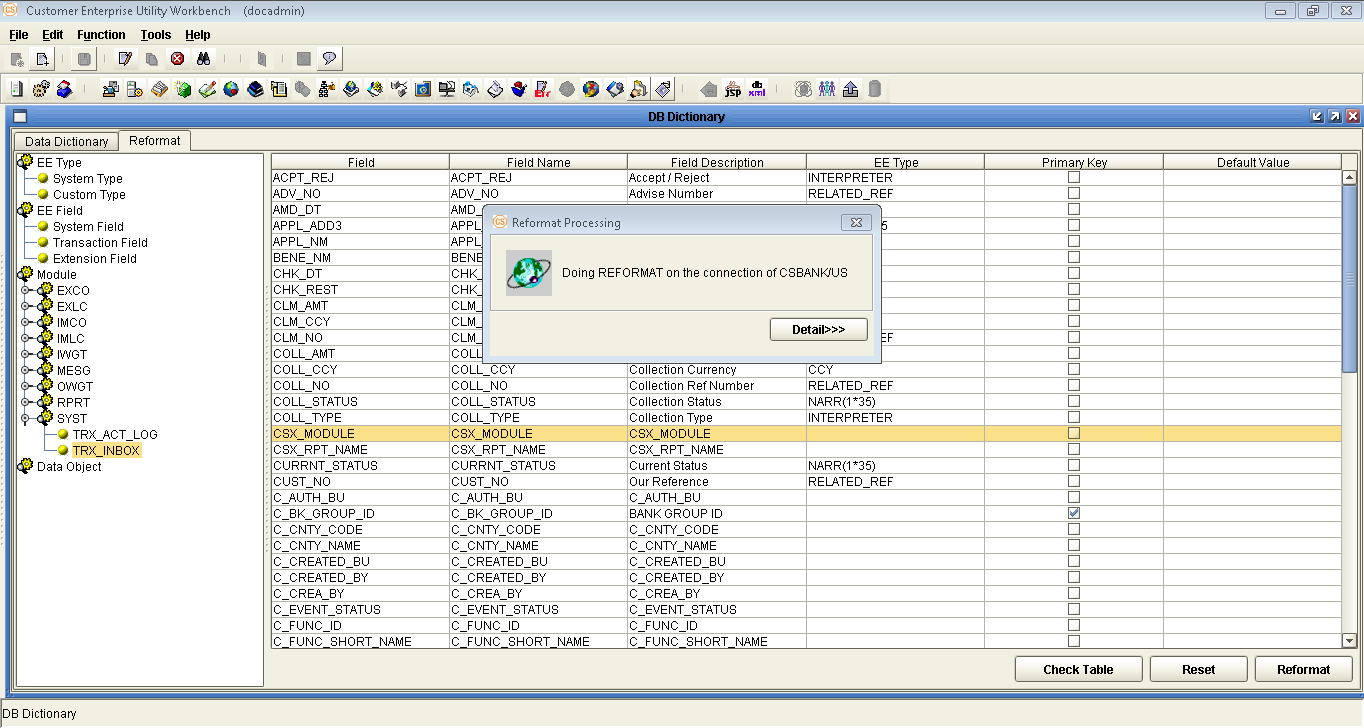 CS Customer Enterprise Utility Workbench (docadmin)
File Edit Function Tools Help
jsp xml
DB Dictionary
Data Dictionary Reformat
EE Type
System Type
Custom Type
EE Field
System Field
Transaction Field
Extension Field
Module
EXCO
EXLC
IMCO
IMLC
IWGT
MESG
OWGT
RPRT
SYST
TRX_ACT_LOG
TRX_INBOX
Data Object
Field Field Name Field Description EE Type Primary Key Default Value
ACPT_REJ ACPT_REJ Accept / Reject INTERPRETER
ADV_NO ADV_NO Advise Number RELATED_REF
AMD_DT AMD_
APPL_ADD3 APPL_ 5
APPL_NM APPL_
BENE_NM BENE_
CHK_DT CHK_
CHK_REST CHK_
CLM_AMT CLM_
CLM_CCY CLM_
CLM_NO CLM_ EF
COLL_AMT COLL_
COLL_CCY COLL_CCY Collection Currency CCY
COLL_NO COLL_NO Collection Ref Number RELATED_REF
COLL_STATUS COLL_STATUS Collection Status NARR(1*35)
COLL_TYPE COLL_TYPE Collection Type INTERPRETER
CSX_MODULE CSX_MODULE CSX_MODULE
CSX_RPT_NAME CSX_RPT_NAME CSX_RPT_NAME
CURRNT_STATUS CURRNT_STATUS Current Status NARR(1*35)
CUST_NO CUST_NO Our Reference RELATED_REF
C_AUTH_BU C_AUTH_BU C_AUTH_BU
C_BK_GROUP_ID C_BK_GROUP_ID BANK GROUP ID
C_CNTY_CODE C_CNTY_CODE C_CNTY_CODE
C_CNTY_NAME C_CNTY_NAME C_CNTY_NAME
C_CREATED_BU C_CREATED_BU C_CREATED_BU
C_CREATED_BY C_CREATED_BY C_CREATED_BY
C_CREA_BY C_CREA_BY C_CREA_BY
C_EVENT_STATUS C_EVENT_STATUS C_EVENT_STATUS
C_FUNC_ID C_FUNC_ID C_FUNC_ID
C_FUNC_SHORT_NAME C_FUNC_SHORT_NAME C_FUNC_SHORT_NAME
CS Reformat Processing
Doing REFORMAT on the connection of CSBANK/US
Detail>>>
Check Table Reset Reformat
DB Dictionary